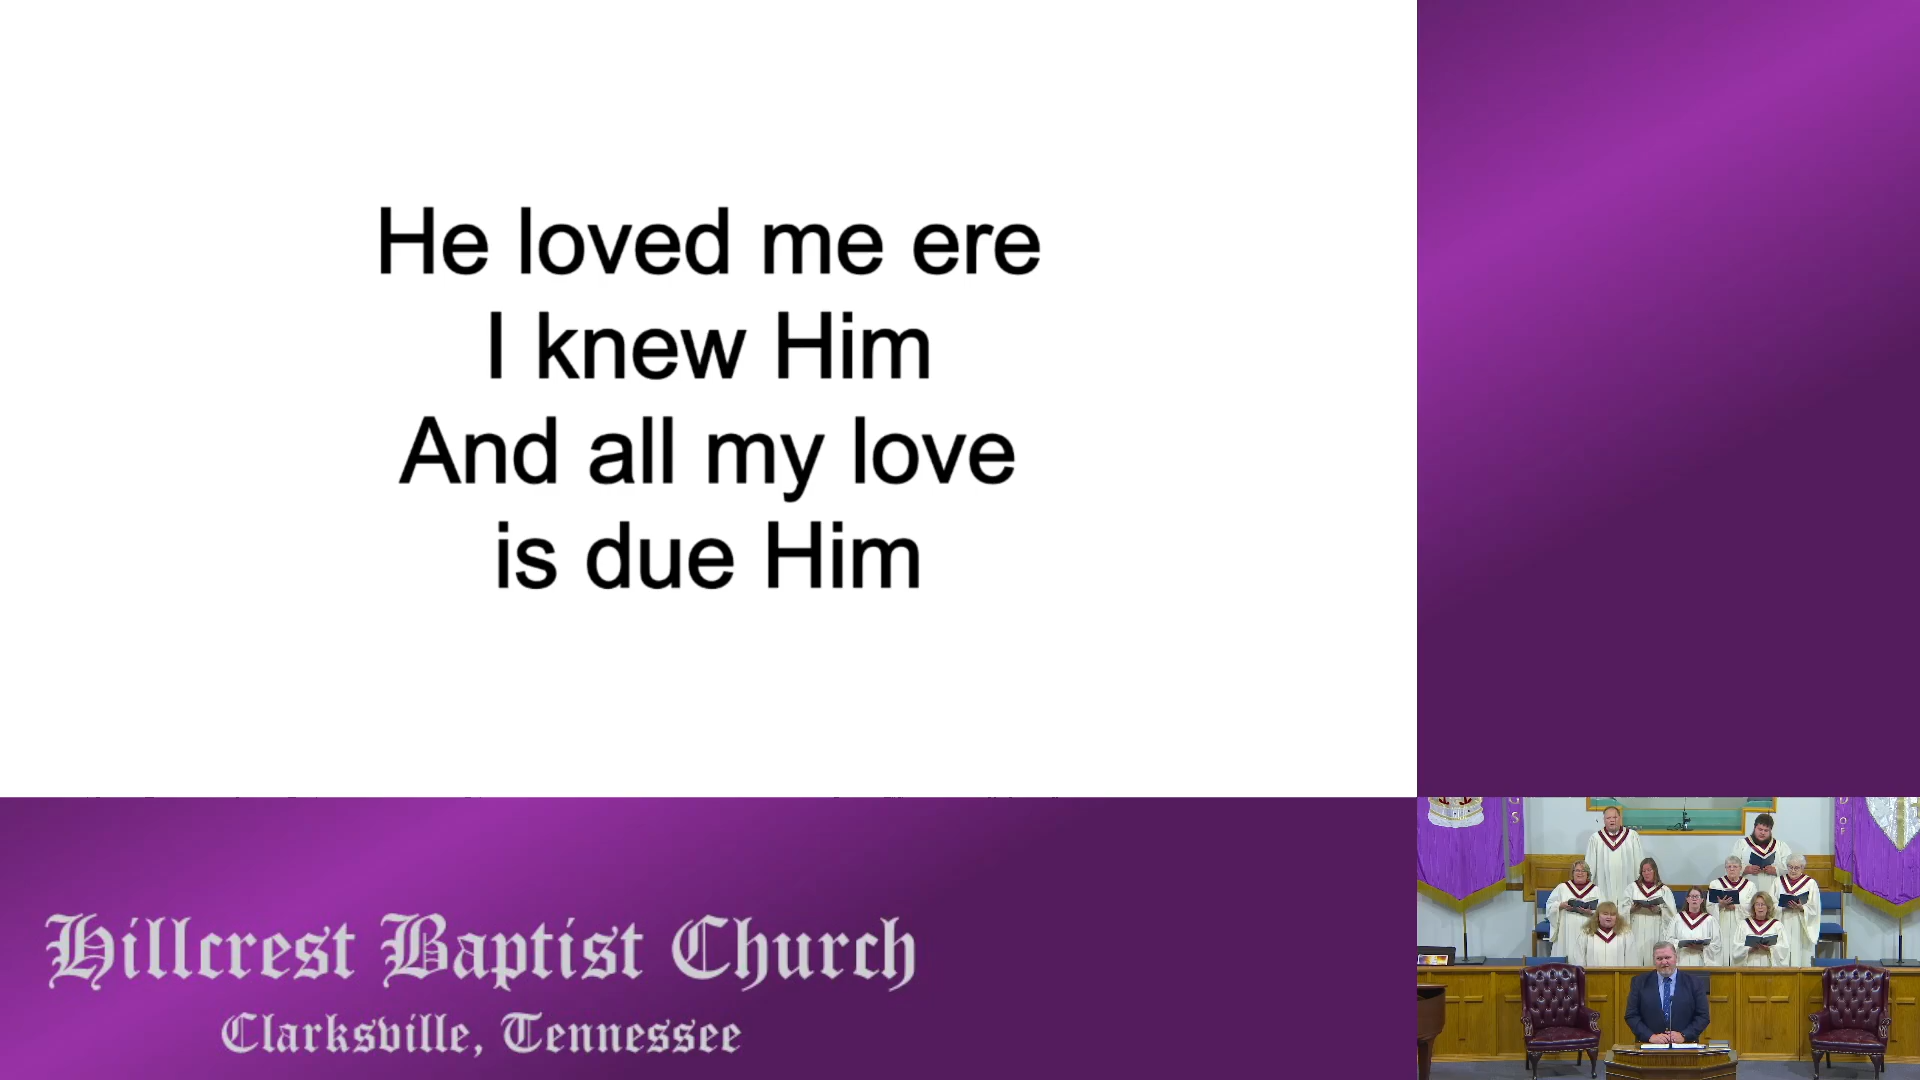 He loved me ere
I knew Him
And all my love
is due Him
Hillcrest Baptist Church
Clarksville, Tennessee